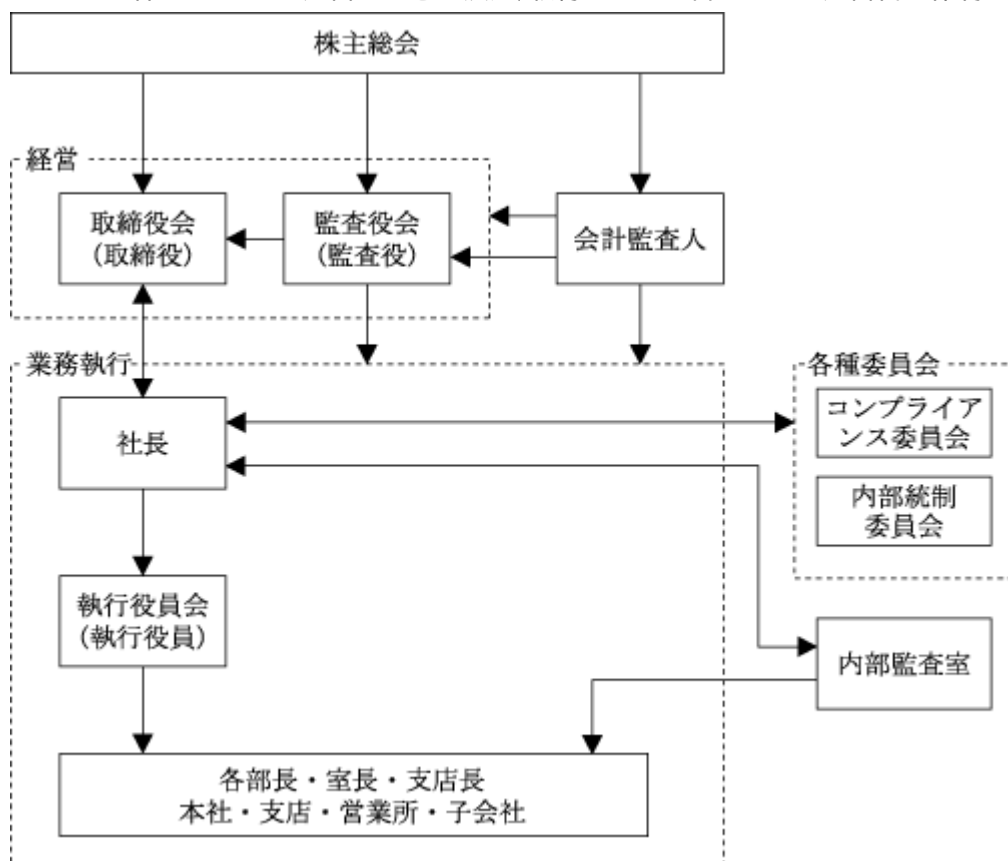 株主総会
経営
取締役会
(取締役)
監査役会
(監査役)
会計監査人
業務執行
各種委員会
社長
コンプライア
ンス委員会
内部統制
委員会
執行役員会
(執行役員)
内部監査室
各部長・室長・支店長
本社・支店・営業所・子会社